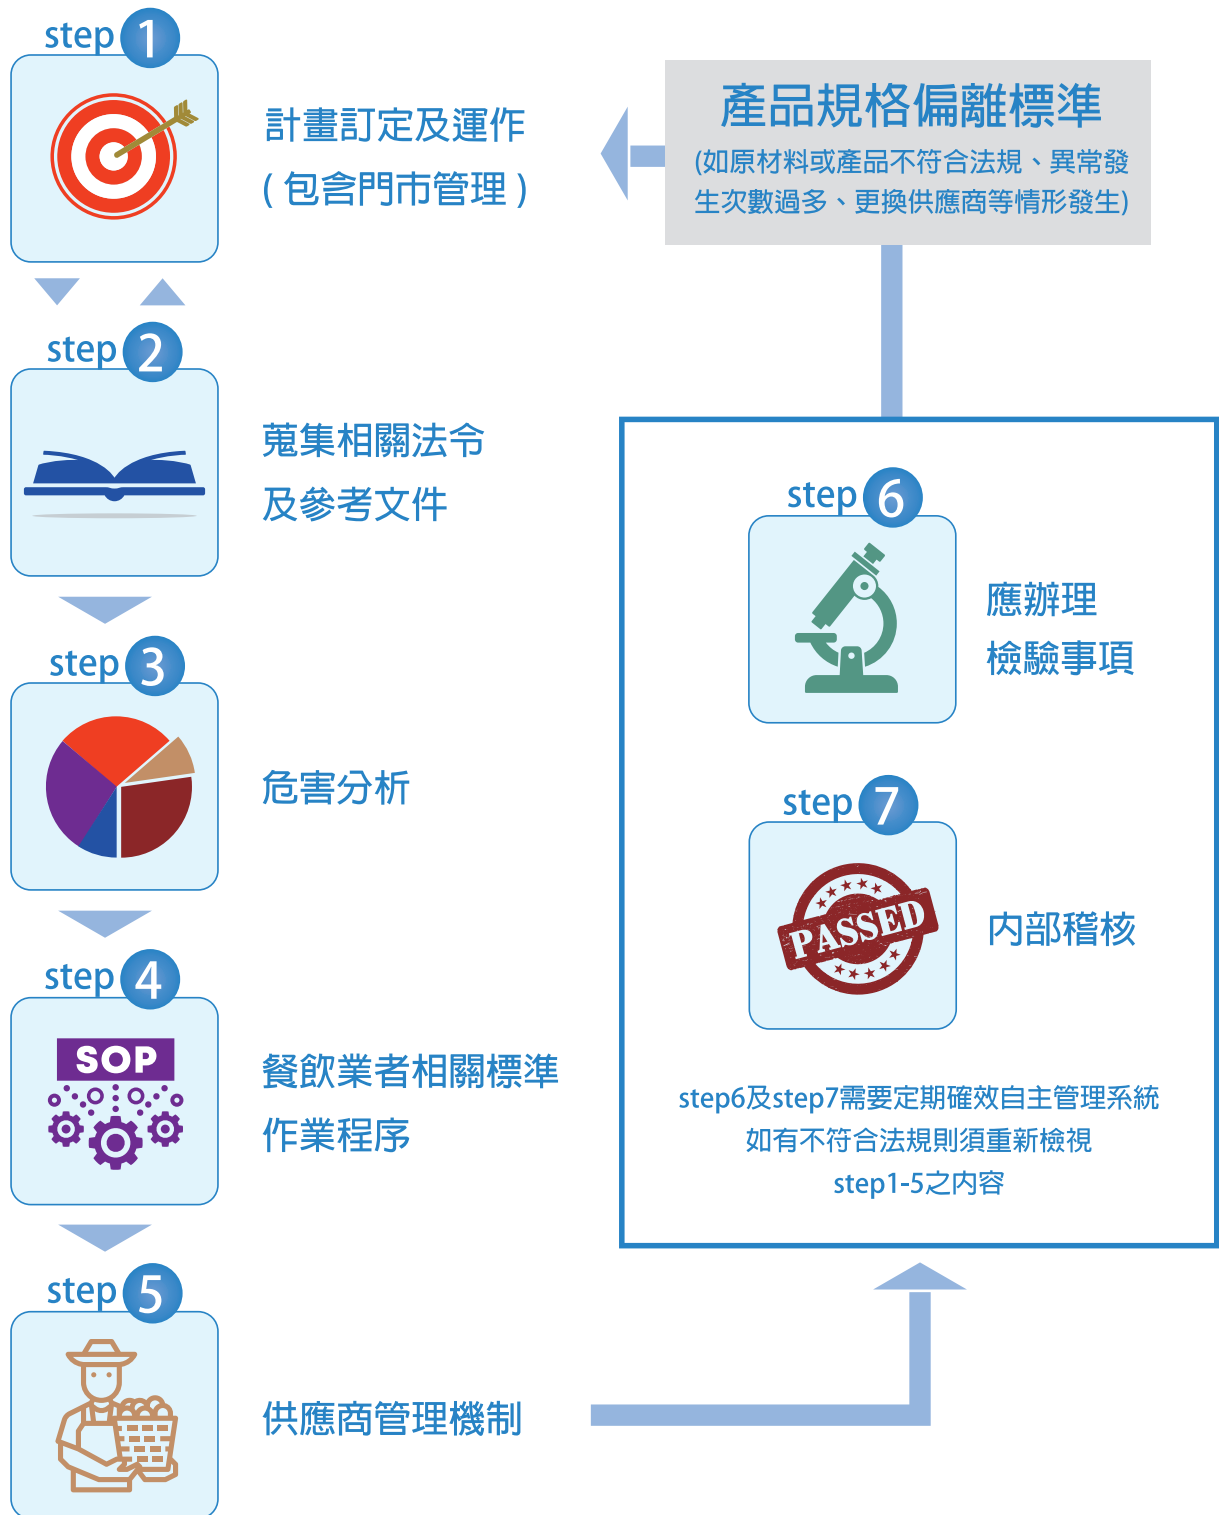 step 1
計畫訂定及運作
( 包含門市管理 )
產品規格偏離標準
(如原材料或產品不符合法規、異常發
生次數過多、更換供應商等情形發生)
step 2
蒐集相關法令
及參考文件
step 3
危害分析
step 4
SOP
餐飲業者相關標準
作業程序
step 5
供應商管理機制
step 6
應辦理
檢驗事項
step 7
PASSED
內部稽核
step6及step7需要定期確效自主管理系統
如有不符合法規則須重新檢視
step1-5之內容